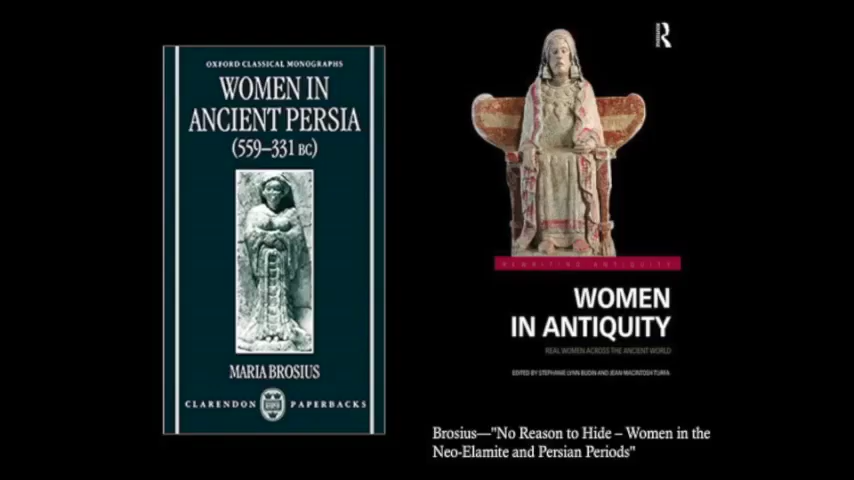 OXFORD CLASSICAL MONOGRAPHS
WOMEN IN
ANCIENT PERSIA
(559–331 BC)
MARIA BROSIUS
CLARENDON PAPERBACKS
R
REWRITING ANTIQUITY
WOMEN
IN ANTIQUITY
REAL WOMEN ACROSS THE ANCIENT WORLD
EDITED BY STEPHANIE LYNN BUDIN AND JEAN MACINTOSH TURFA
Brosius—"No Reason to Hide – Women in the
Neo-Elamite and Persian Periods"